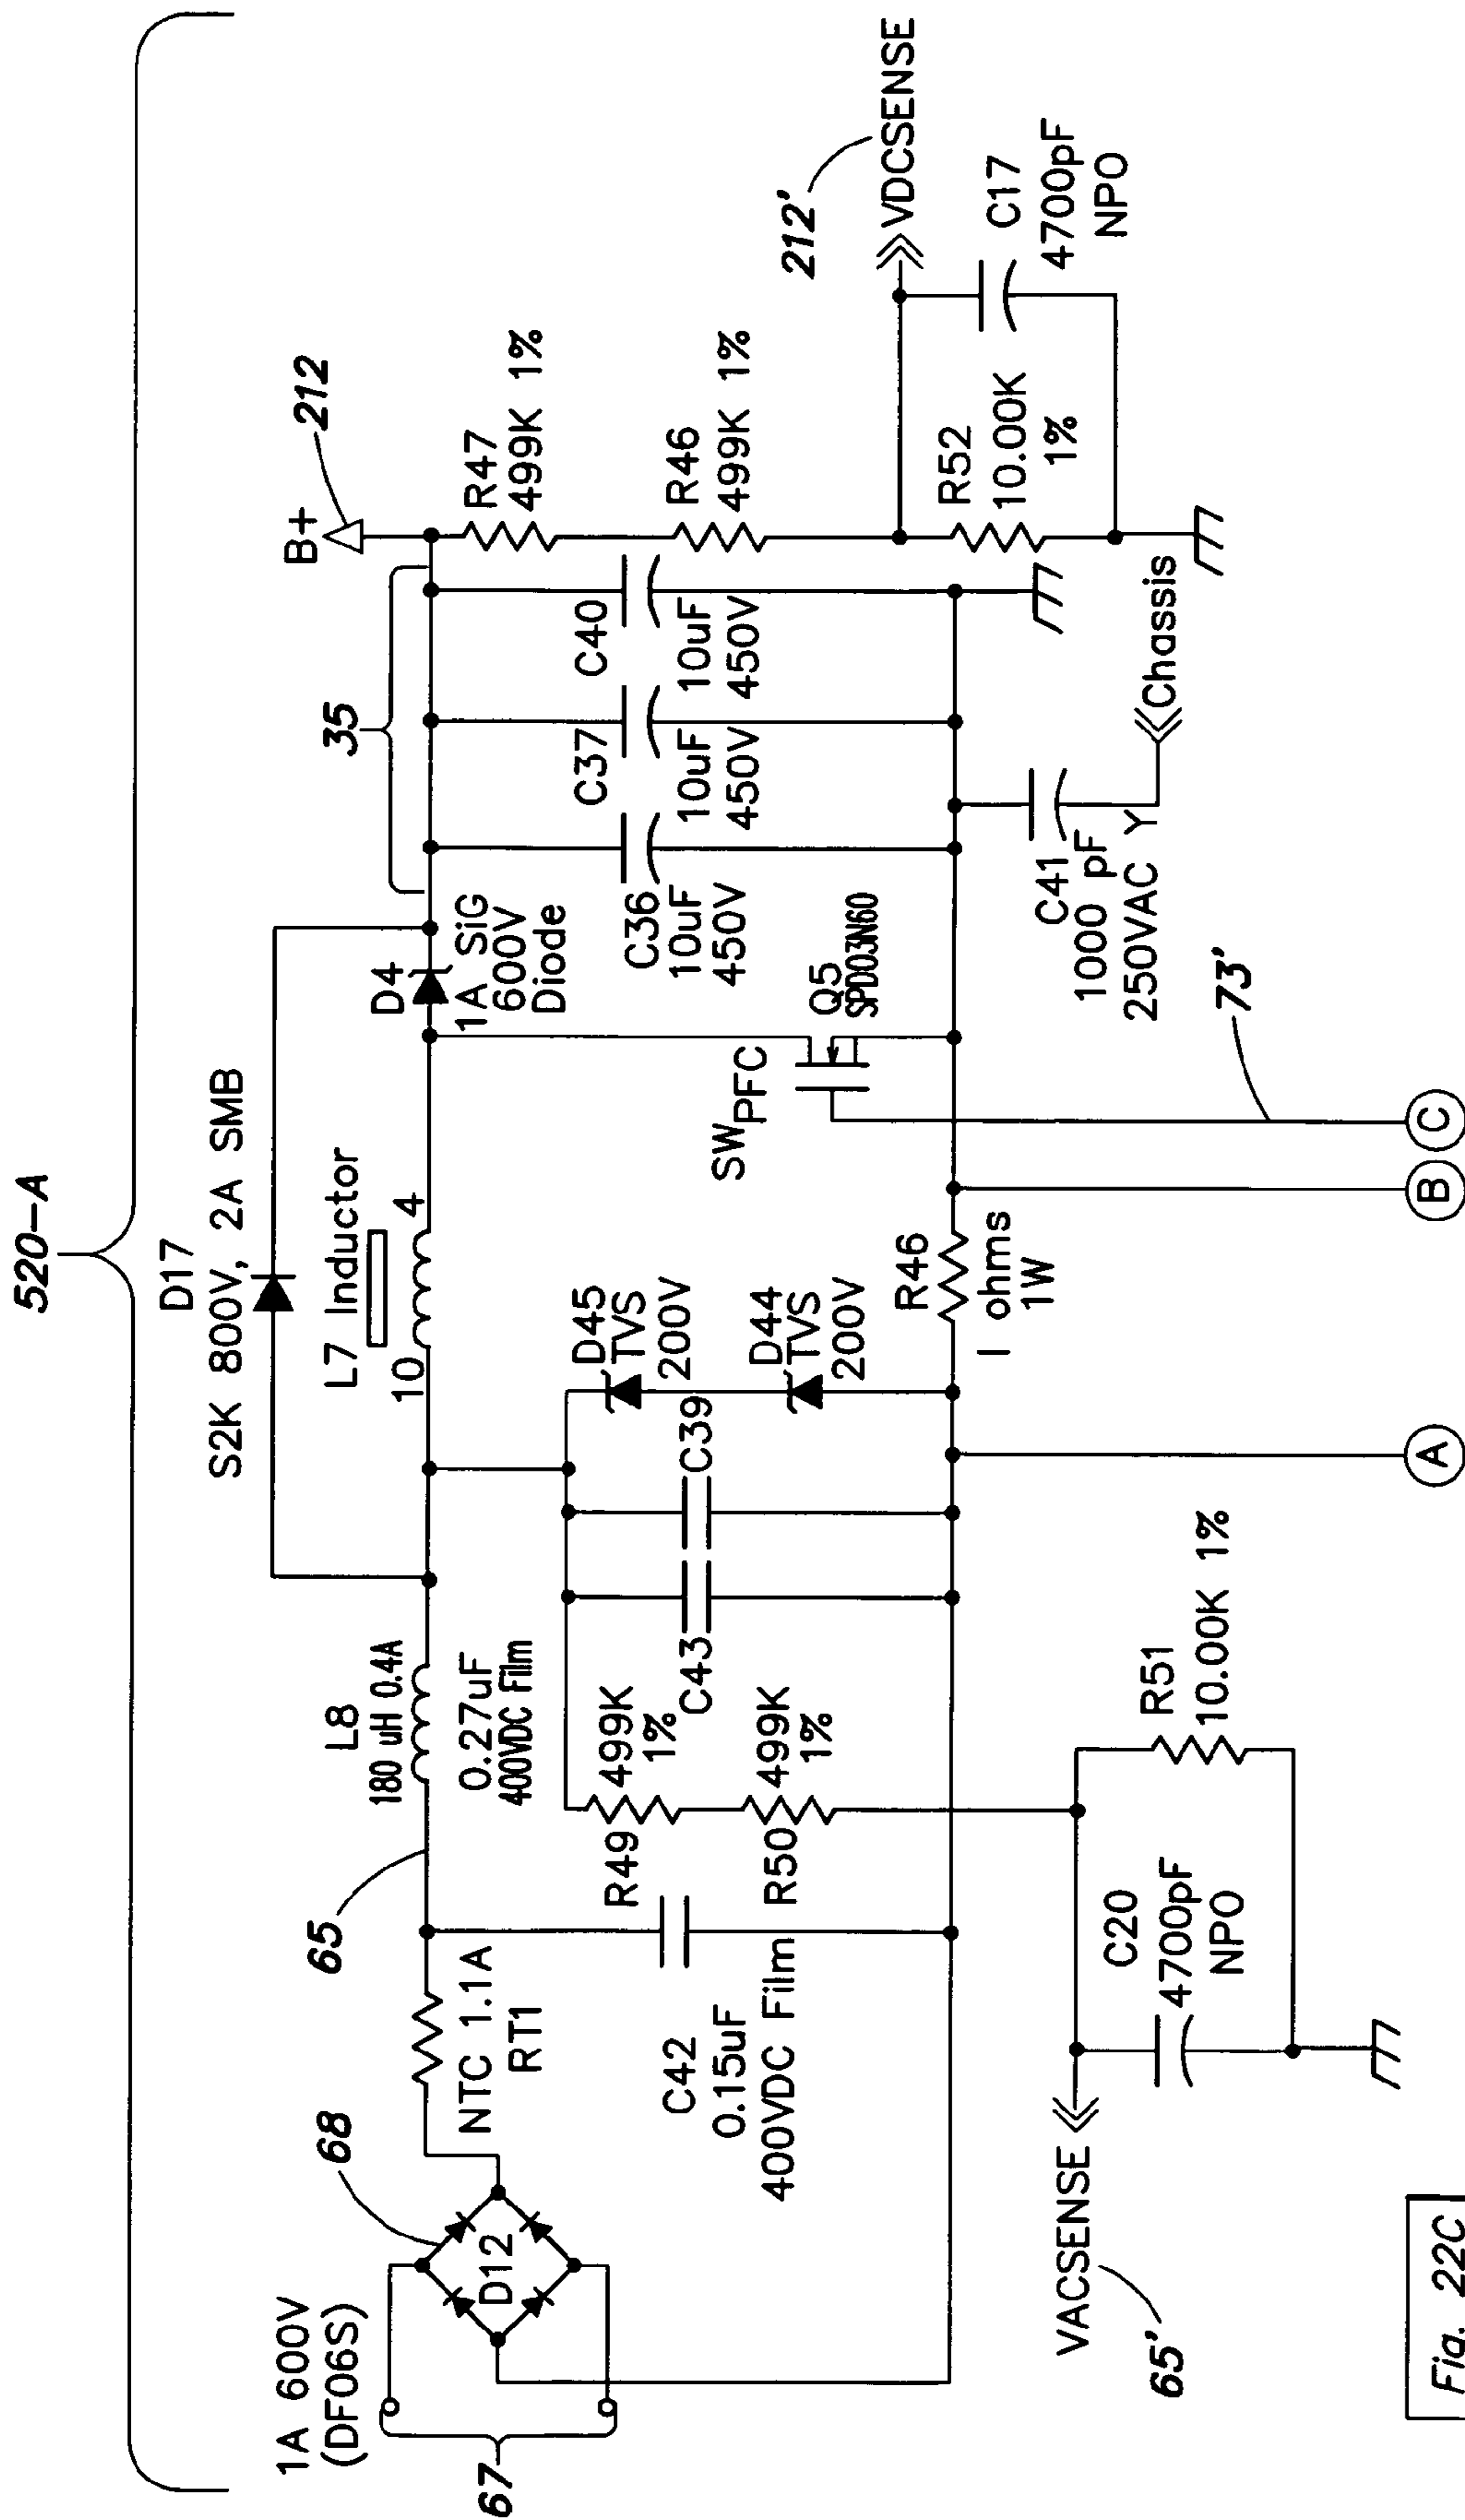 520-A
D17
S2K 800V, 2A SMB
L7 Inductor
10
4
1A 600V
(DF06S)
67
68
D12
NTC 1.1A
RT1
65
L8
180 uH 0.4A
C42
0.15uF
400VDC Film
0.27uF
400VDC Film
R49
499K
1%
R50
499K
1%
C43
C39
D45
TVS
200V
D44
TVS
200V
R46
1 ohms
1W
SWPFC
Q5
D4
1A SiG
600V
Diode
35
C36
10uF
450V
C37
10uF
450V
C40
10uF
450V
B+
212
R47
499K 1%
R46
499K 1%
212'
VDCSENSE
R52
10.00K
1%
C17
4700pF
NPO
C41
1000 pF
250VAC Y
Chassis
73'
VACSENSE
65'
C20
4700pF
NPO
R51
10.00K 1%
A
B
C
Fig. 22C